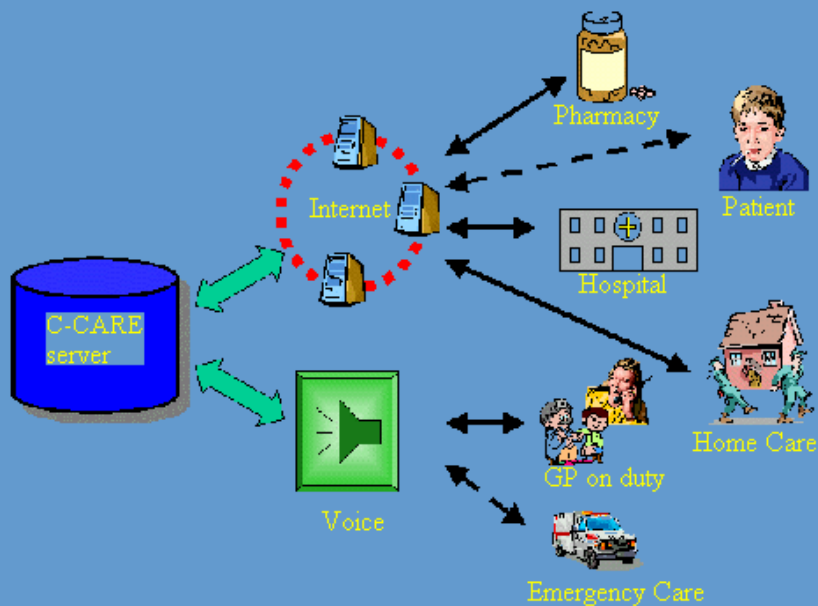 Pharmacy
Patient
Internet
Hospital
C-CARE
server
Home Care
GP on duty
Voice
Emergency Care